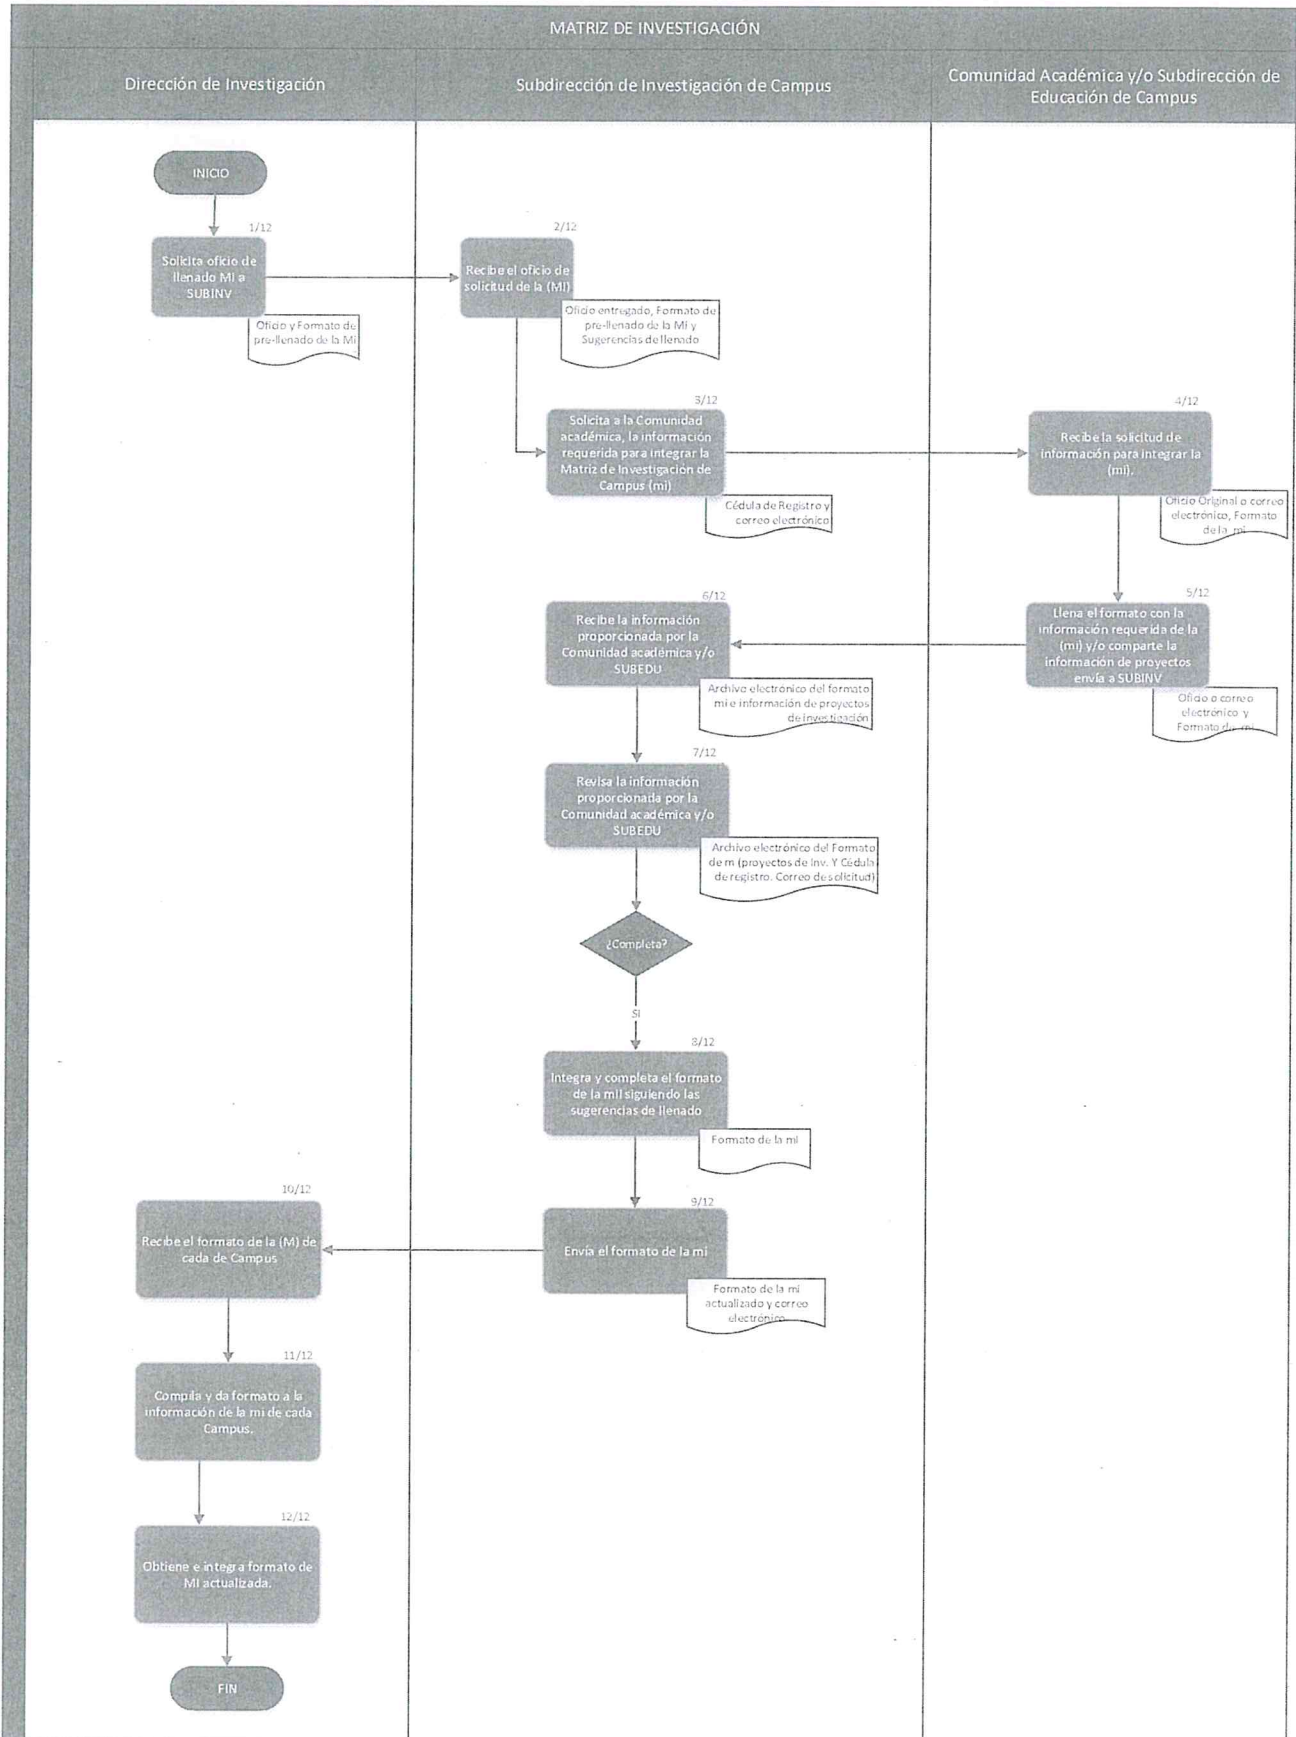 MATRIZ DE INVESTIGACIÓN
Dirección de Investigación
Subdirección de Investigación de Campus
Comunidad Académica y/o Subdirección de
Educación de Campus
INICIO
1/12
Solicita oficio de
llenado MI a
SUBINV
Oficio y Formato de
pre-llenado de la MI
2/12
Recibe el oficio de
solicitud de la (MI)
Oficio entregado, Formato de
pre-llenado de la MI y
Sugerencias de llenado
3/12
Solicita a la Comunidad
académica, la información
requerida para integrar la
Matriz de Investigación de
Campus (mi)
Cédula de Registro y
correo electrónico
4/12
Recibe la solicitud de
información para integrar la
(mi).
Oficio Original o correo
electrónico, Formato
de la mi
5/12
Llena el formato con la
información requerida de la
(mi) y/o comparte la
información de proyectos
envía a SUBINV
Oficio o correo
electrónico y
Formato de mi
6/12
Recibe la información
proporcionada por la
Comunidad académica y/o
SUBEDU
Archivo electrónico del formato
mi e información de proyectos
de investigación
7/12
Revisa la información
proporcionada por la
Comunidad académica y/o
SUBEDU
Archivo electrónico del Formato
de m (proyectos de Inv. Y Cédula
de registro. Correo de solicitud)
¿Completa?
SI
8/12
Integra y completa el formato
de la mil siguiendo las
sugerencias de llenado
Formato de la mi
9/12
Envía el formato de la mi
Formato de la mi
actualizado y correo
electrónico
10/12
Recibe el formato de la (M) de
cada de Campus
11/12
Compila y da formato a la
información de la mi de cada
Campus.
12/12
Obtiene e integra formato de
MI actualizada.
FIN